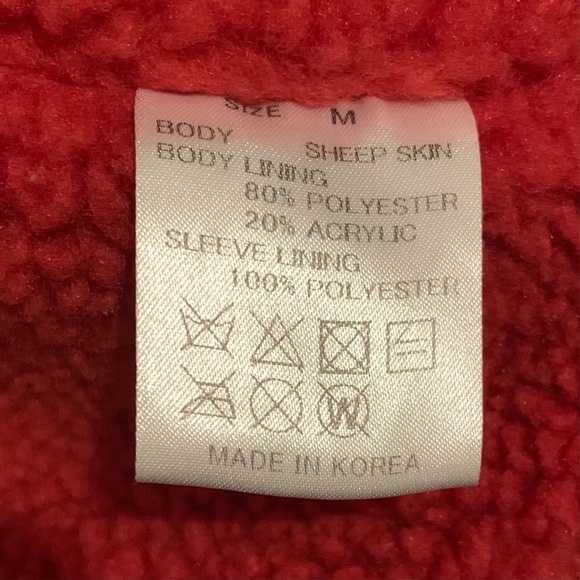 SIZE M
BODY SHEEP SKIN
BODY LINING
80% POLYESTER
20% ACRYLIC
SLEEVE LINING
100% POLYESTER
W
MADE IN KOREA